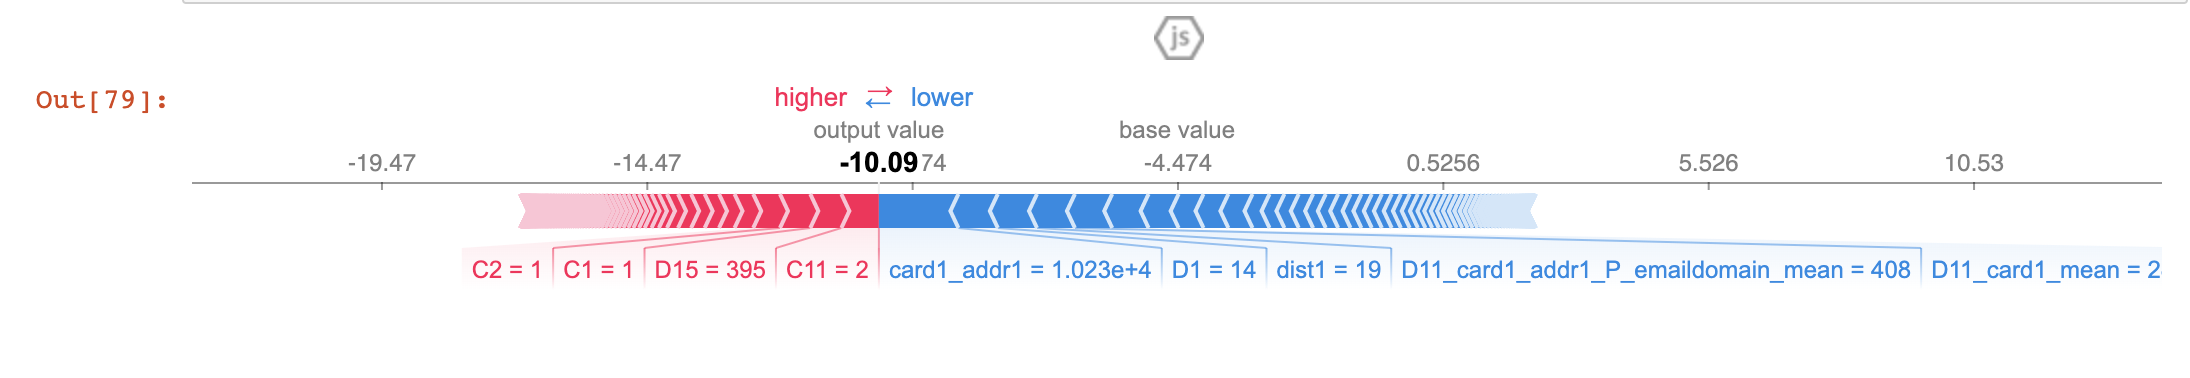 js
Out[79]:
higher lower
output value base value
-19.47 -14.47 -10.0974 -4.474 0.5256 5.526 10.53
C2 = 1 C1 = 1 D15 = 395 C11 = 2 card1_addr1 = 1.023e+4 D1 = 14 dist1 = 19 D11_card1_addr1_P_emaildomain_mean = 408 D11_card1_mean = 2